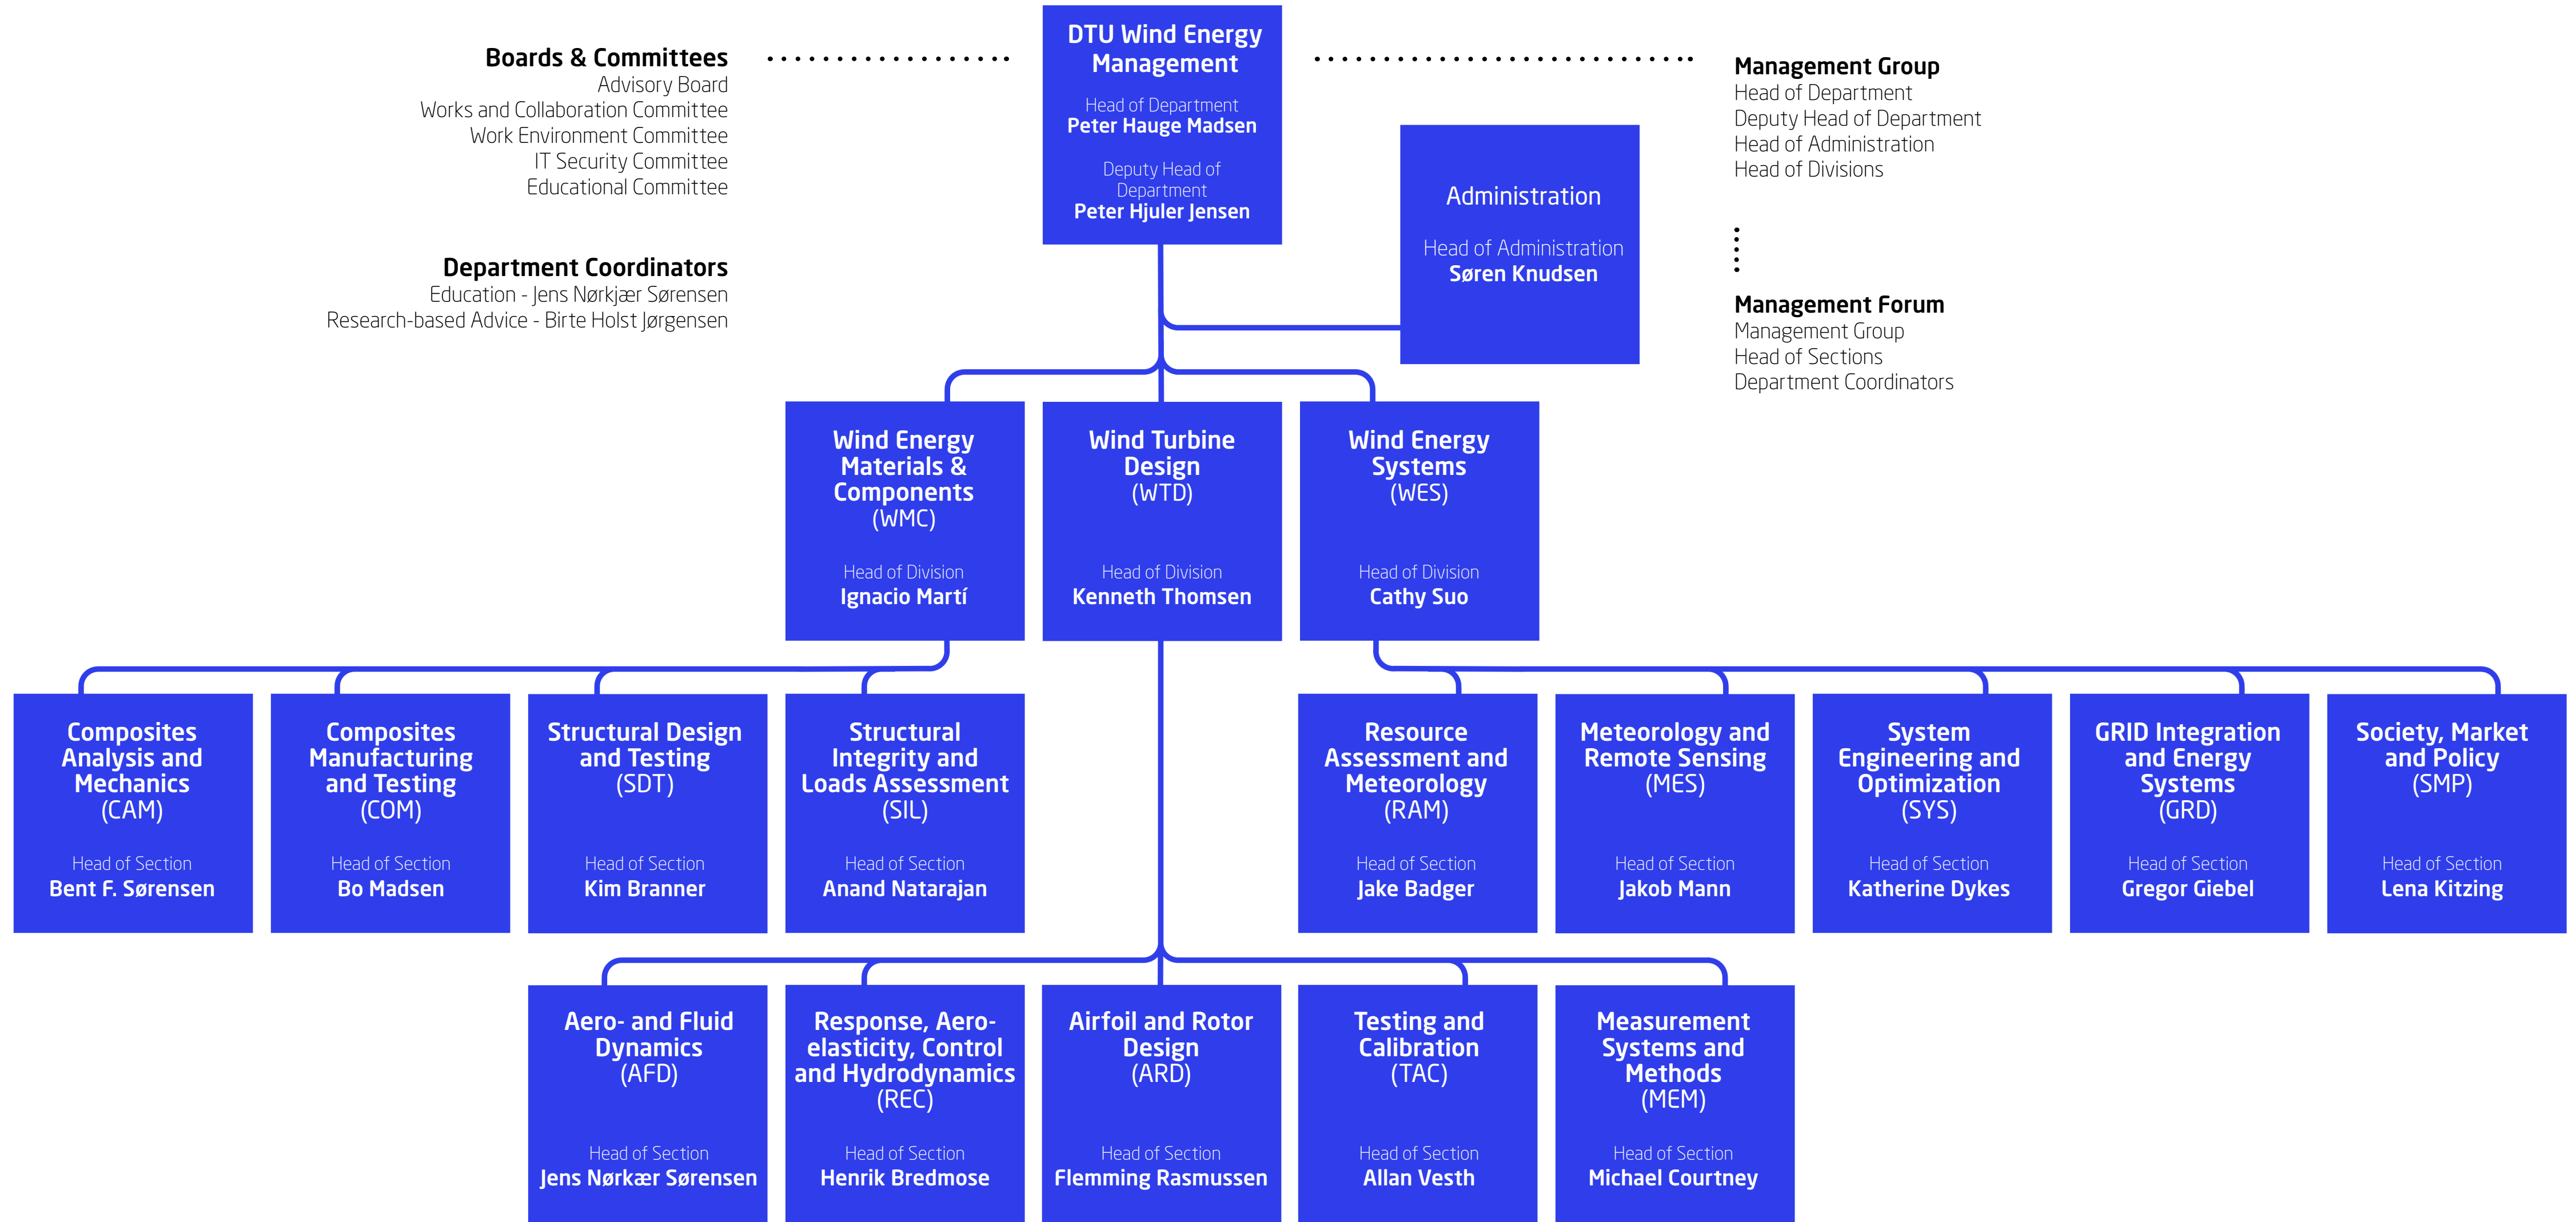 Boards & Committees
Advisory Board
Works and Collaboration Committee
Work Environment Committee
IT Security Committee
Educational Committee
Department Coordinators
Education - Jens Nørkjær Sørensen
Research-based Advice - Birte Holst Jørgensen
DTU Wind Energy
Management
Head of Department
Peter Hauge Madsen
Deputy Head of
Department
Peter Hjuler Jensen
Administration
Head of Administration
Søren Knudsen
Management Group
Head of Department
Deputy Head of Department
Head of Administration
Head of Divisions
Management Forum
Management Group
Head of Sections
Department Coordinators
Wind Energy
Materials &
Components
(WMC)
Head of Division
Ignacio Martí
Wind Turbine
Design
(WTD)
Head of Division
Kenneth Thomsen
Wind Energy
Systems
(WES)
Head of Division
Cathy Suo
Composites
Analysis and
Mechanics
(CAM)
Head of Section
Bent F. Sørensen
Composites
Manufacturing
and Testing
(COM)
Head of Section
Bo Madsen
Structural Design
and Testing
(SDT)
Head of Section
Kim Branner
Structural
Integrity and
Loads Assessment
(SIL)
Head of Section
Anand Natarajan
Resource
Assessment and
Meteorology
(RAM)
Head of Section
Jake Badger
Meteorology and
Remote Sensing
(MES)
Head of Section
Jakob Mann
System
Engineering and
Optimization
(SYS)
Head of Section
Katherine Dykes
GRID Integration
and Energy
Systems
(GRD)
Head of Section
Gregor Giebel
Society, Market
and Policy
(SMP)
Head of Section
Lena Kitzing
Aero- and Fluid
Dynamics
(AFD)
Head of Section
Jens Nørkær Sørensen
Response, Aero-
elasticity, Control
and Hydrodynamics
(REC)
Head of Section
Henrik Bredmose
Airfoil and Rotor
Design
(ARD)
Head of Section
Flemming Rasmussen
Testing and
Calibration
(TAC)
Head of Section
Allan Vesth
Measurement
Systems and
Methods
(MEM)
Head of Section
Michael Courtney